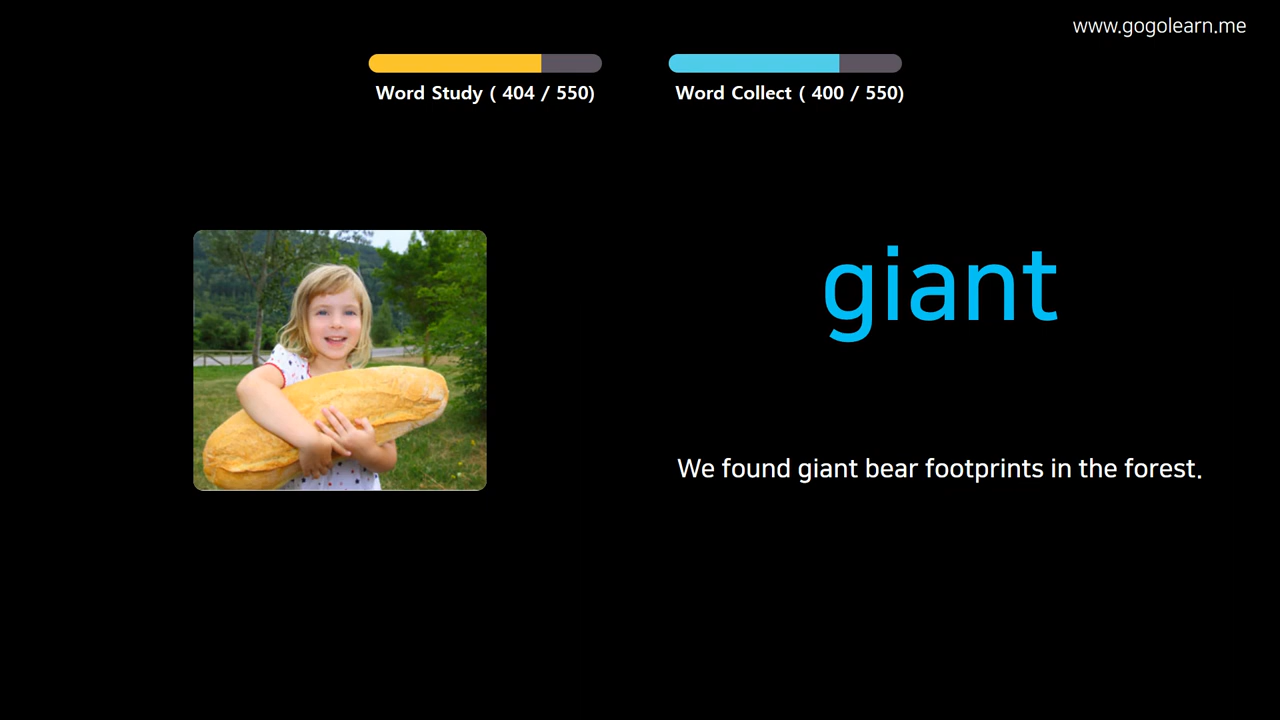 www.gogolearn.me
Word Study ( 404 / 550)
Word Collect ( 400 / 550)
giant
We found giant bear footprints in the forest.